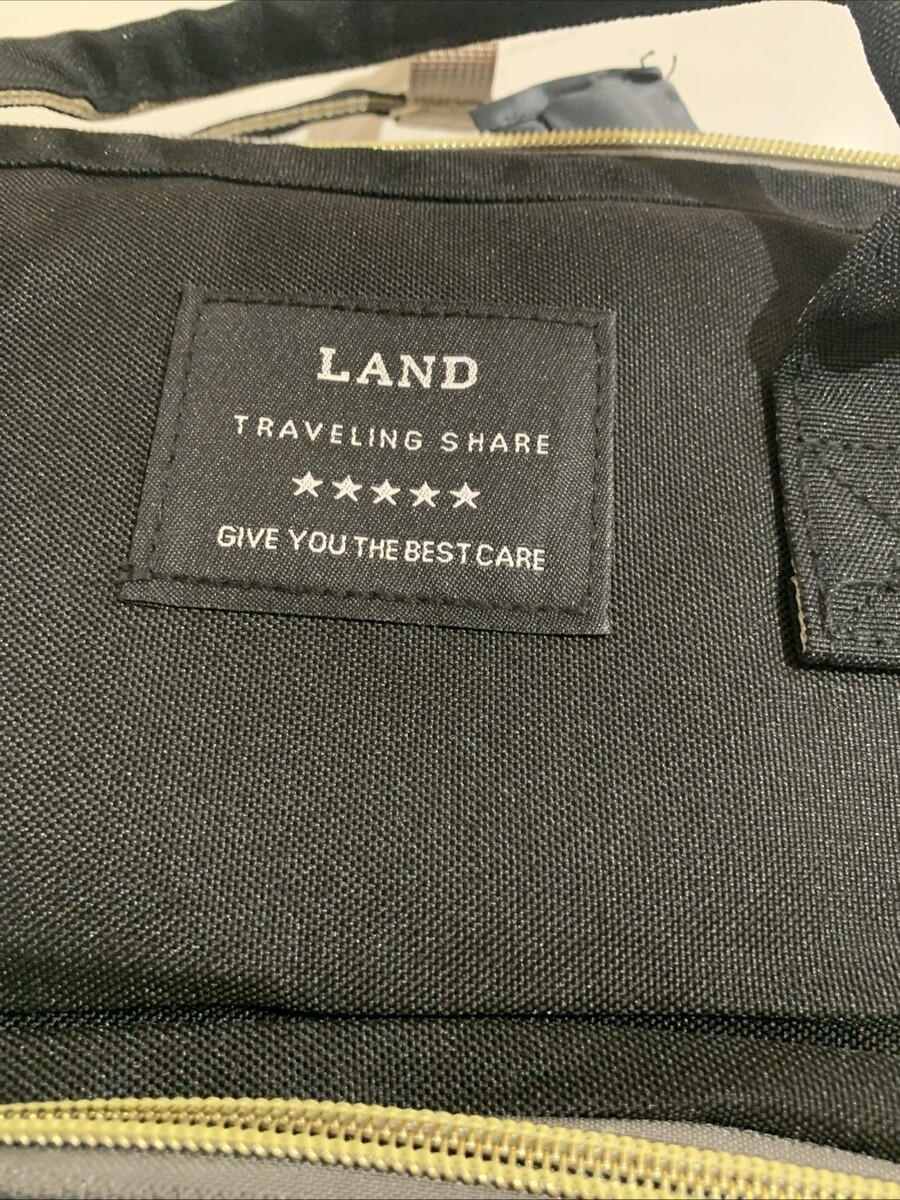 LAND
TRAVELING SHARE
★★★★★
GIVE YOU THE BEST CARE